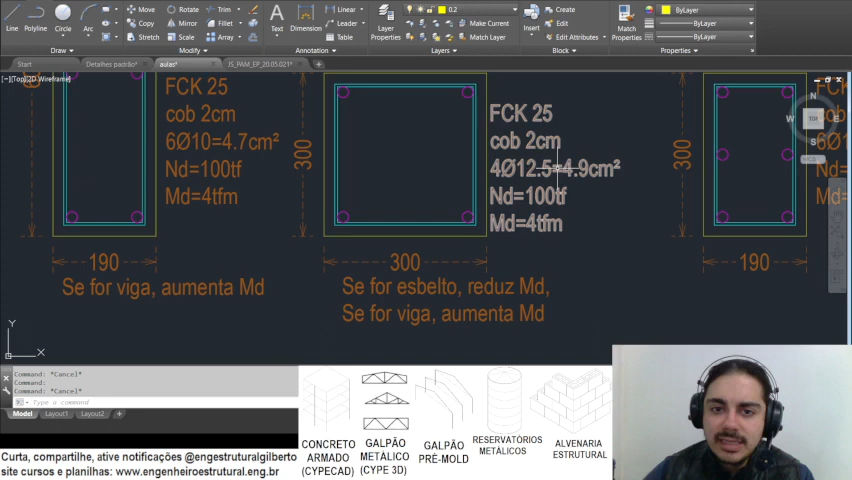 Line
Polyline
Circle
Arc
Move
Rotate
Trim
Copy
Mirror
Fillet
Stretch
Scale
Array
Text
Dimension
Linear
Leader
Table
Layer
Properties
0.2
Make Current
Match Layer
Insert
Create
Edit
Edit Attributes
Match
Properties
ByLayer
ByLayer
ByLayer
Draw
Modify
Annotation
Layers
Block
Properties
Start
Detalhes padrão*
aulas*
IS_PAM_EP_20.05.021*
[−][Top][2D Wireframe]
FCK 25
cob 2cm
6Ø10=4.7cm²
Nd=100tf
Md=4tfm
190
Se for viga, aumenta Md
300
FCK 25
cob 2cm
4Ø12.5=4.9cm²
Nd=100tf
Md=4tfm
300
Se for esbelto, reduz Md,
Se for viga, aumenta Md
300
190
N
W
TOP
E
S
WCS
Y
X
Command: *Cancel*
Command:
Command: *Cancel*
Type a command
Model
Layout1
Layout2
CONCRETO
ARMADO
(CYPECAD)
GALPÃO
METÁLICO
(CYPE 3D)
GALPÃO
PRÉ-MOLD
RESERVATÓRIOS
METÁLICOS
ALVENARIA
ESTRUTURAL
Curta, compartilhe, ative notificações @engestruturalgilberto
site cursos e planilhas: www.engenheiroestrutural.eng.br